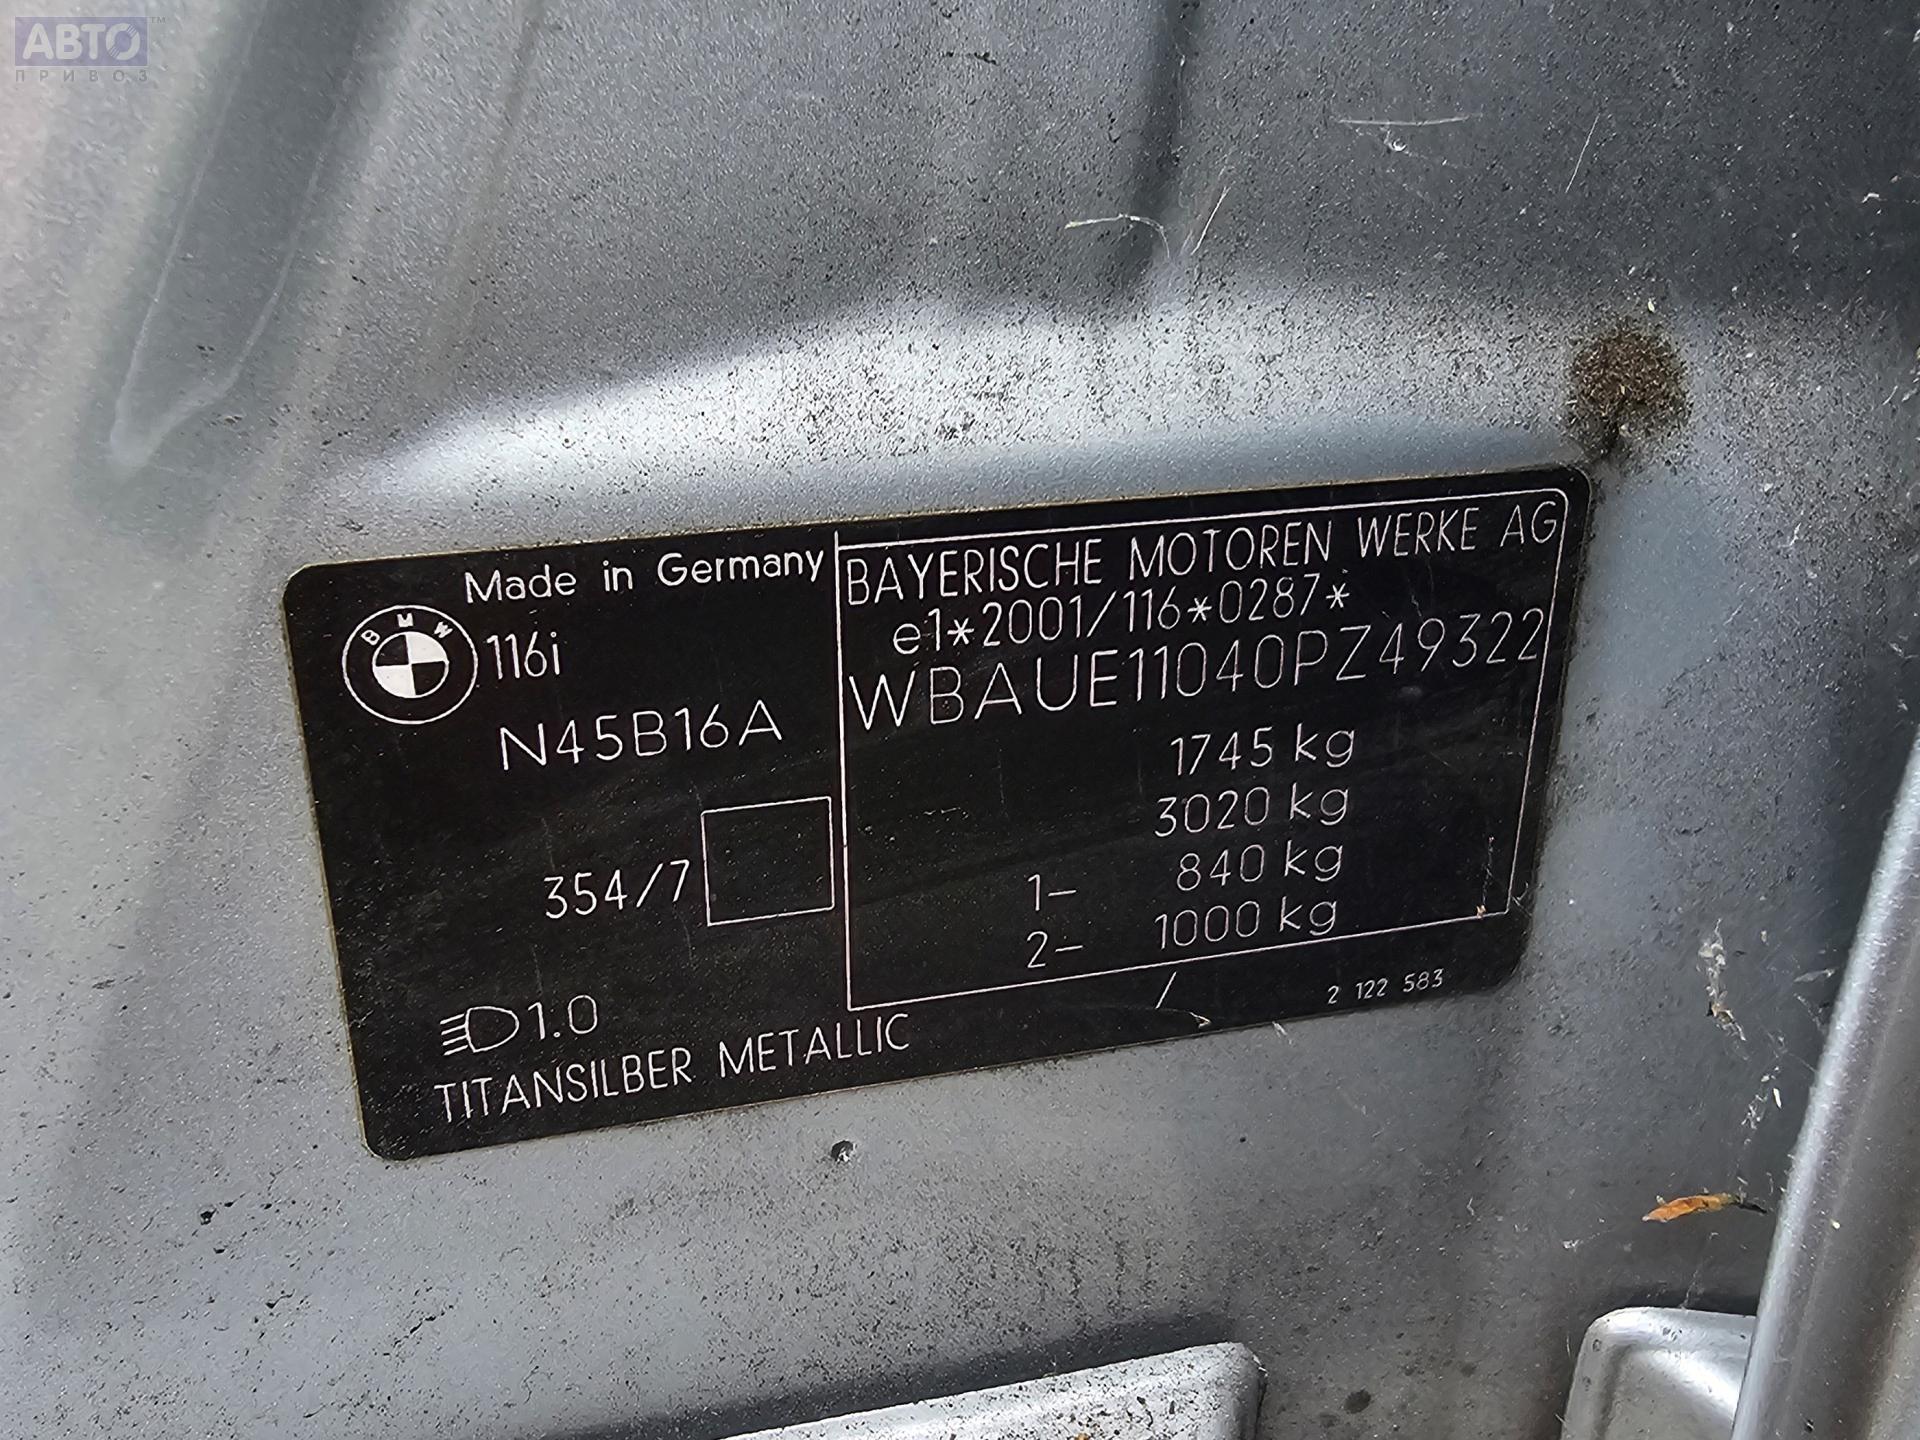 АВТО™
ПРИВОЗ
Made in Germany
BMW
116i
N45B16A
354/7
1.0
TITANSILBER METALLIC
BAYERISCHE MOTOREN WERKE AG
e1*2001/116*0287*
WBAUE11040PZ49322
1745 kg
3020 kg
1- 840 kg
2- 1000 kg
/ 2 122 583